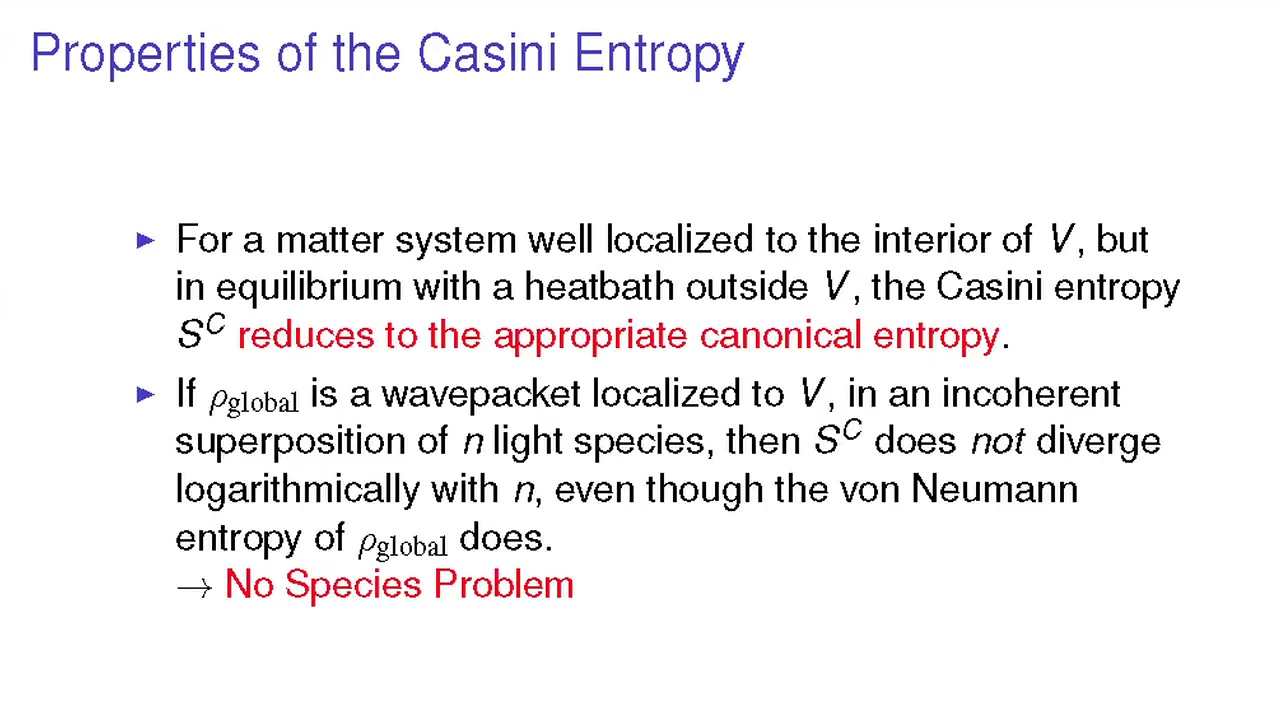 Properties of the Casini Entropy
▶ For a matter system well localized to the interior of V, but
in equilibrium with a heatbath outside V, the Casini entropy
S^C reduces to the appropriate canonical entropy.
▶ If ρ_global is a wavepacket localized to V, in an incoherent
superposition of n light species, then S^C does not diverge
logarithmically with n, even though the von Neumann
entropy of ρ_global does.
→ No Species Problem